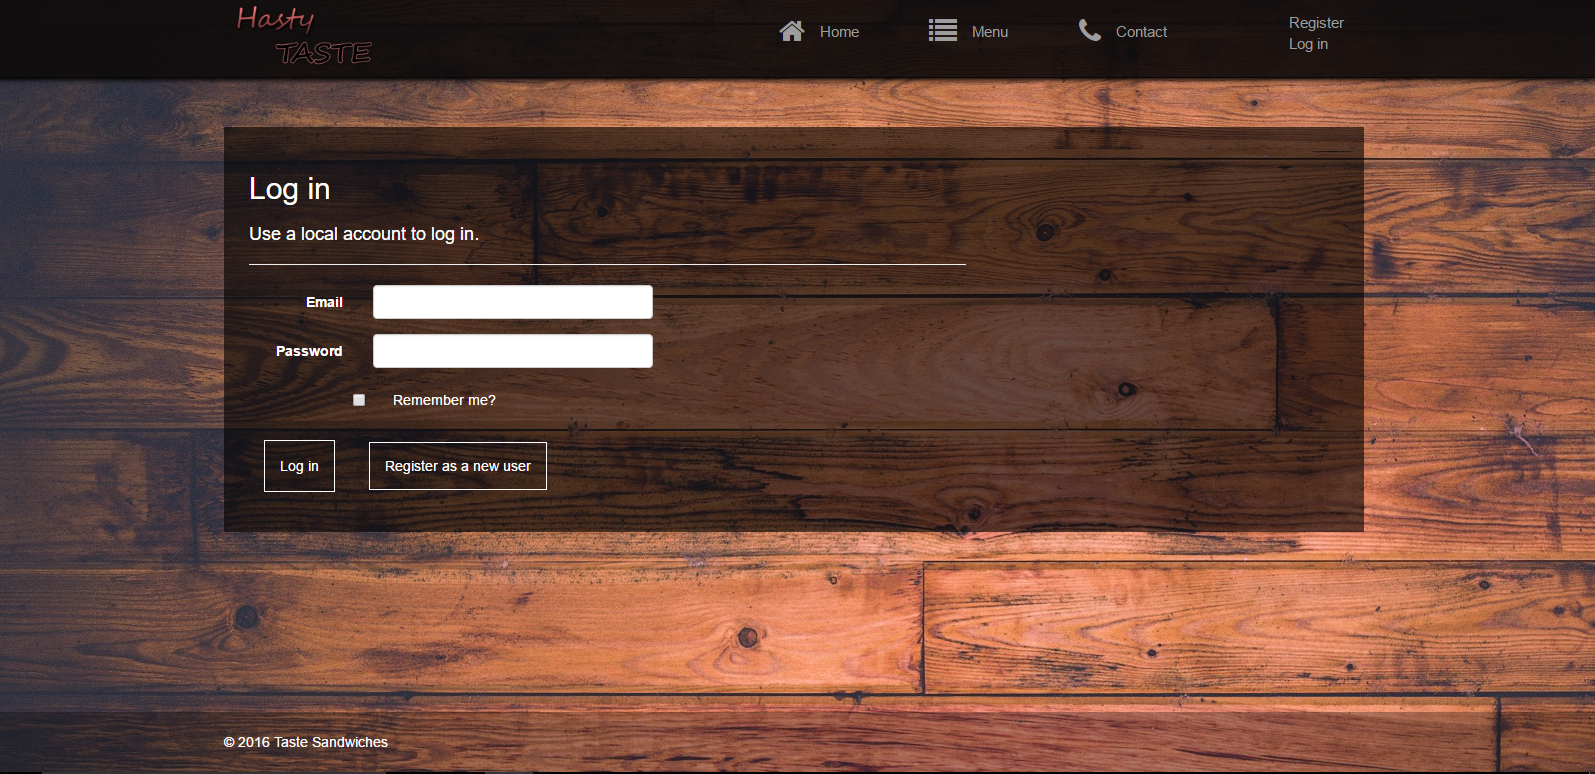 Hasty
TASTE
Home
Menu
Contact
Register
Log in
Log in
Use a local account to log in.
Email
Password
Remember me?
Log in
Register as a new user
© 2016 Taste Sandwiches